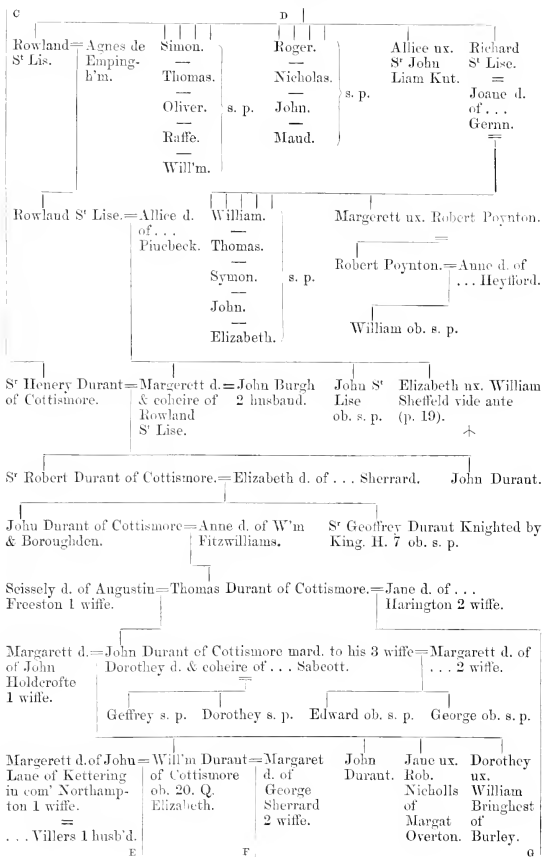 C D
Rowland=Agnes de Simon. Roger. Allice ux. Richard
Sᵗ Lis. Emping- — — Sʳ John Sᵗ Lise.
h'm. Thomas. Nicholas. Liam Knt. =
— — Joane d.
Oliver. s. p. John. s. p. of . . .
— — Gernn.
Raffe. Maud. =
—
Will'm.
Rowland Sᵗ Lise.=Allice d. William. Margerett ux. Robert Poynton.
of . . . — =
Pincbeck. Thomas.
— Robert Poynton.=Anne d. of
Symon. s. p. . . . Heyfford.
—
John.
— William ob. s. p.
Elizabeth.
Sʳ Henery Durant=Margerett d.=John Burgh John Sᵗ Elizabeth ux. William
of Cottismore. & coheire of 2 husband. Lise Sheffeld vide ante
Rowland ob. s. p. (p. 19).
Sᵗ Lise.
Sʳ Robert Durant of Cottismore.=Elizabeth d. of . . . Sherrard. John Durant.
John Durant of Cottismore=Anne d. of W'm Sʳ Geoffrey Durant Knighted by
& Boroughden. Fitzwilliams. King. H. 7 ob. s. p.
Scissely d. of Augustin=Thomas Durant of Cottismore.=Jane d. of . . .
Freeston 1 wiffe. Harington 2 wiffe.
Margarett d.=John Durant of Cottismore mard. to his 3 wiffe=Margarett d. of
of John Dorothey d. & coheire of . . . Sabcott. . . . 2 wiffe.
Holdcrofte =
1 wiffe.
Geffrey s. p. Dorothey s. p. Edward ob. s. p. George ob. s. p.
Margerett d. of John=Will'm Durant=Margaret John Jane ux. Dorothey
Lane of Kettering of Cottismore d. of Durant. Rob. ux.
in com' Northamp- ob. 20. Q. George Nicholls William
ton 1 wiffe. Elizabeth. Sherrard of Bringhest
= 2 wiffe. Margat of
. . . Villers 1 husb'd. Overton. Burley.
E F G